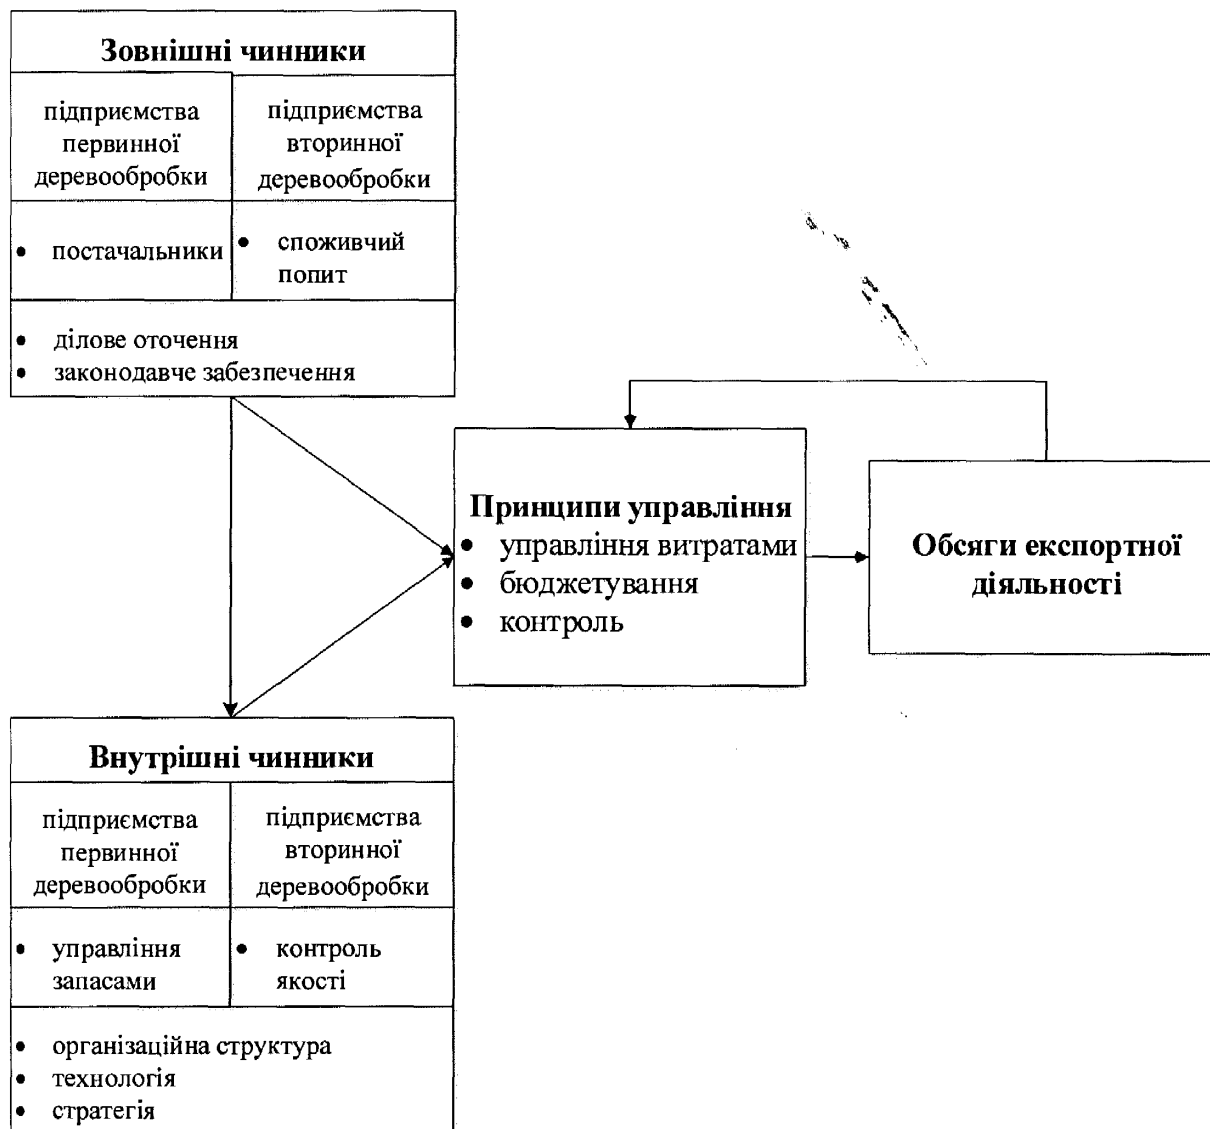 Зовнішні чинники
підприємства
первинної
деревообробки
підприємства
вторинної
деревообробки
• постачальники
• споживчий
попит
• ділове оточення
• законодавче забезпечення
Принципи управління
• управління витратами
• бюджетування
• контроль
Обсяги експортної
діяльності
Внутрішні чинники
підприємства
первинної
деревообробки
підприємства
вторинної
деревообробки
• управління
запасами
• контроль
якості
• організаційна структура
• технологія
• стратегія